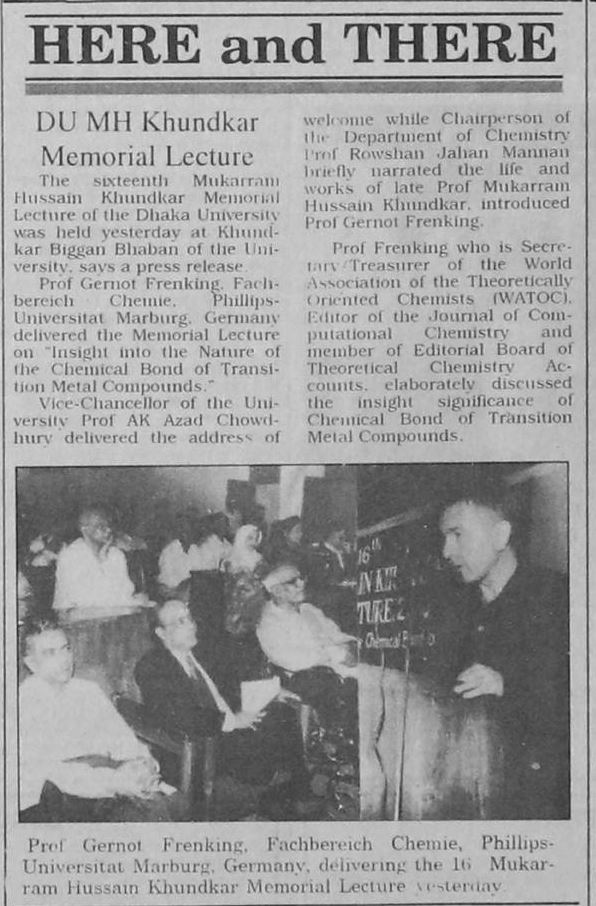 HERE and THERE
DU MH Khundkar
Memorial Lecture
The sixteenth Mukarram
Hussain Khundkar Memorial
Lecture of the Dhaka University
was held yesterday at Khund-
kar Biggan Bhaban of the Uni-
versity, says a press release.
Prof Gernot Frenking, Fach-
bereich Chemie, Phillips-
Universitat Marburg, Germany
delivered the Memorial Lecture
on "Insight into the Nature of
the Chemical Bond of Transi-
tion Metal Compounds."
Vice-Chancellor of the Uni-
versity Prof AK Azad Chowd-
hury delivered the address of
welcome while Chairperson of
the Department of Chemistry
Prof Rowshan Jahan Mannan
briefly narrated the life and
works of late Prof Mukarram
Hussain Khundkar, introduced
Prof Gernot Frenking.
Prof Frenking who is Secre-
tary/Treasurer of the World
Association of the Theoretically
Oriented Chemists (WATOC),
Editor of the Journal of Com-
putational Chemistry and
member of Editorial Board of
Theoretical Chemistry Ac-
counts, elaborately discussed
the insight significance of
Chemical Bond of Transition
Metal Compounds.
16th
TURE
Chemical
Prof Gernot Frenking, Fachbereich Chemie, Phillips-
Universitat Marburg, Germany, delivering the 16 Mukar-
ram Hussain Khundkar Memorial Lecture yesterday.